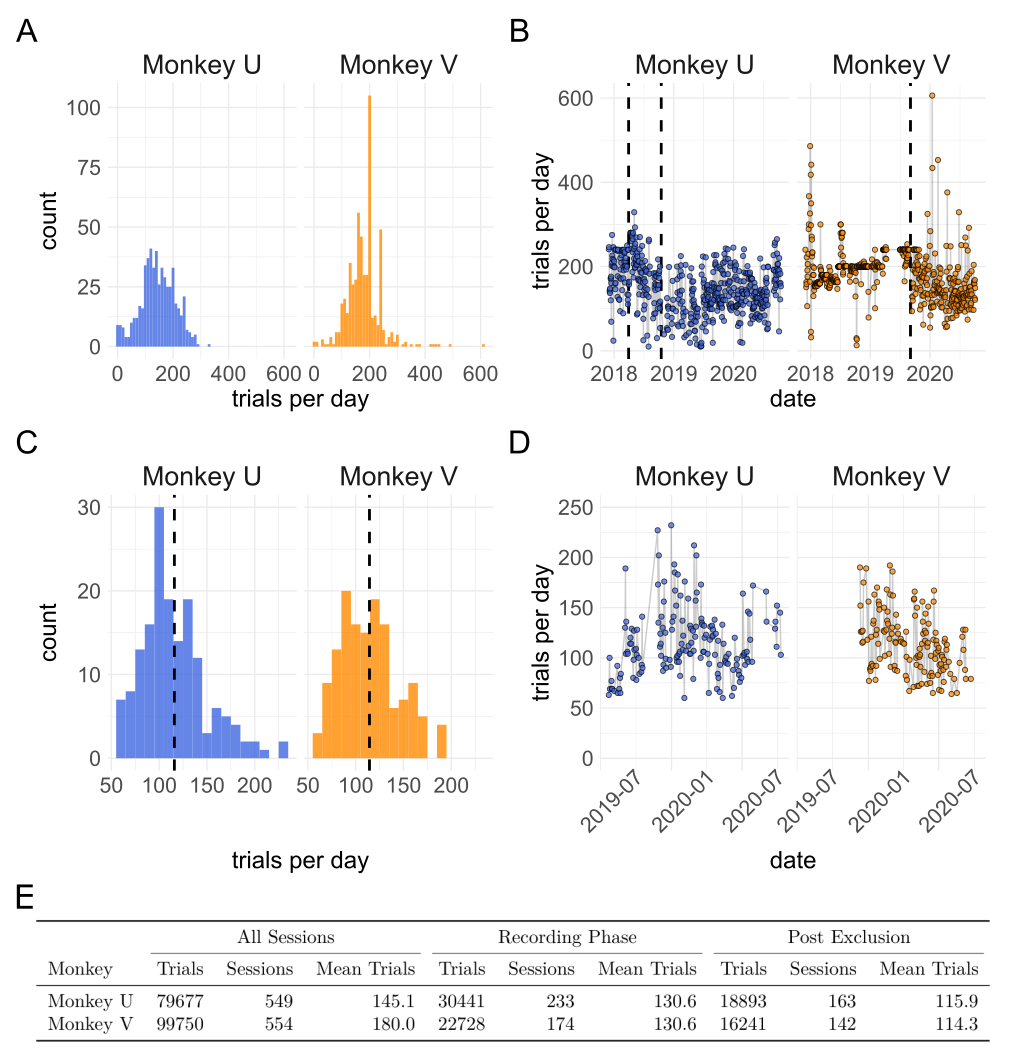 A
Monkey U Monkey V
100
75
50
25
0
count
0 200 400 600 0 200 400 600
trials per day
B
Monkey U Monkey V
600
400
200
0
trials per day
2018 2019 2020 2018 2019 2020
date
C
Monkey U Monkey V
30
20
10
0
count
50 100 150 200 50 100 150 200
trials per day
D
Monkey U Monkey V
250
200
150
100
50
0
trials per day
2019-07 2020-01 2020-07 2019-07 2020-01 2020-07
date
E
All Sessions Recording Phase Post Exclusion
Monkey Trials Sessions Mean Trials Trials Sessions Mean Trials Trials Sessions Mean Trials
Monkey U 79677 549 145.1 30441 233 130.6 18893 163 115.9
Monkey V 99750 554 180.0 22728 174 130.6 16241 142 114.3